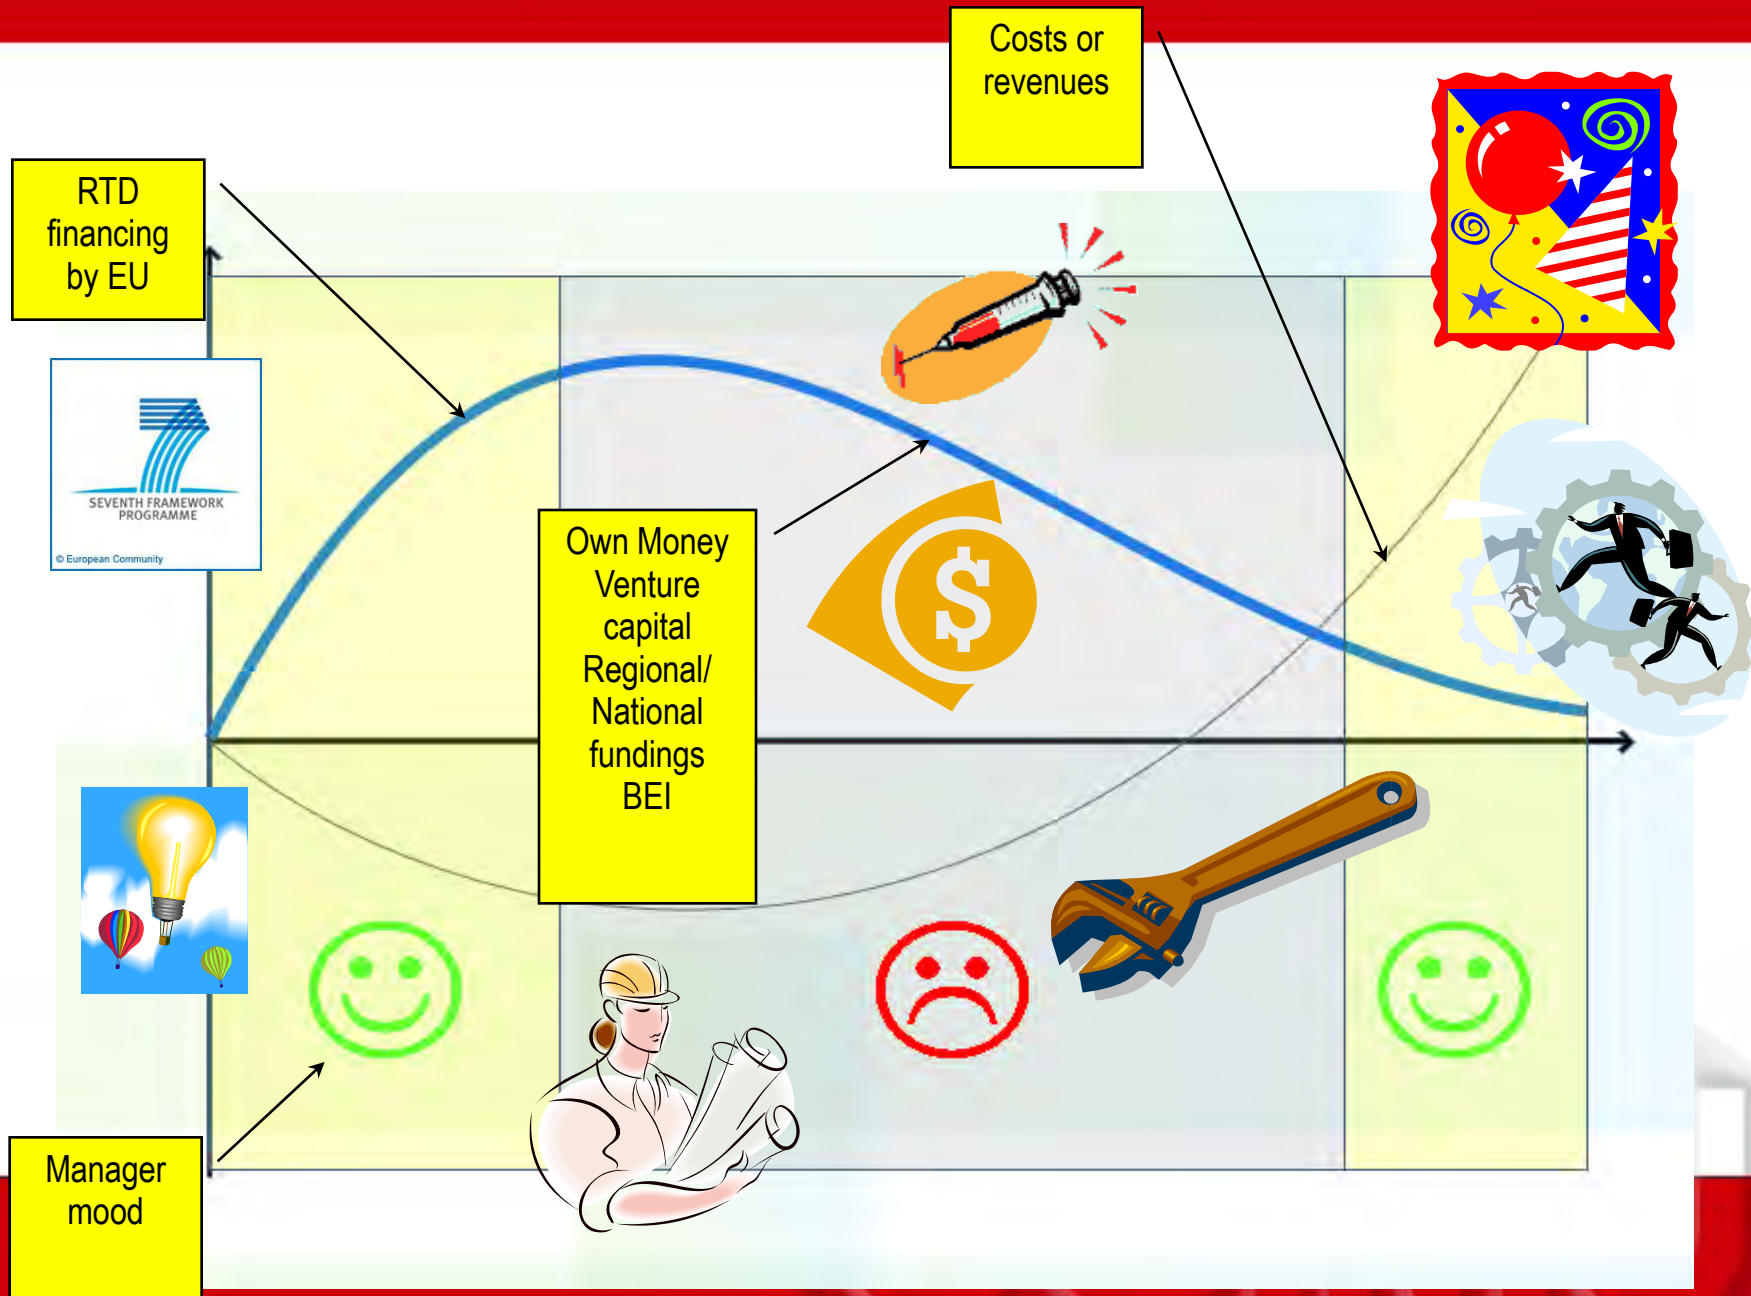 Costs or
revenues
RTD
financing
by EU
SEVENTH FRAMEWORK
PROGRAMME
© European Community
Own Money
Venture
capital
Regional/
National
fundings
BEI
$
Manager
mood